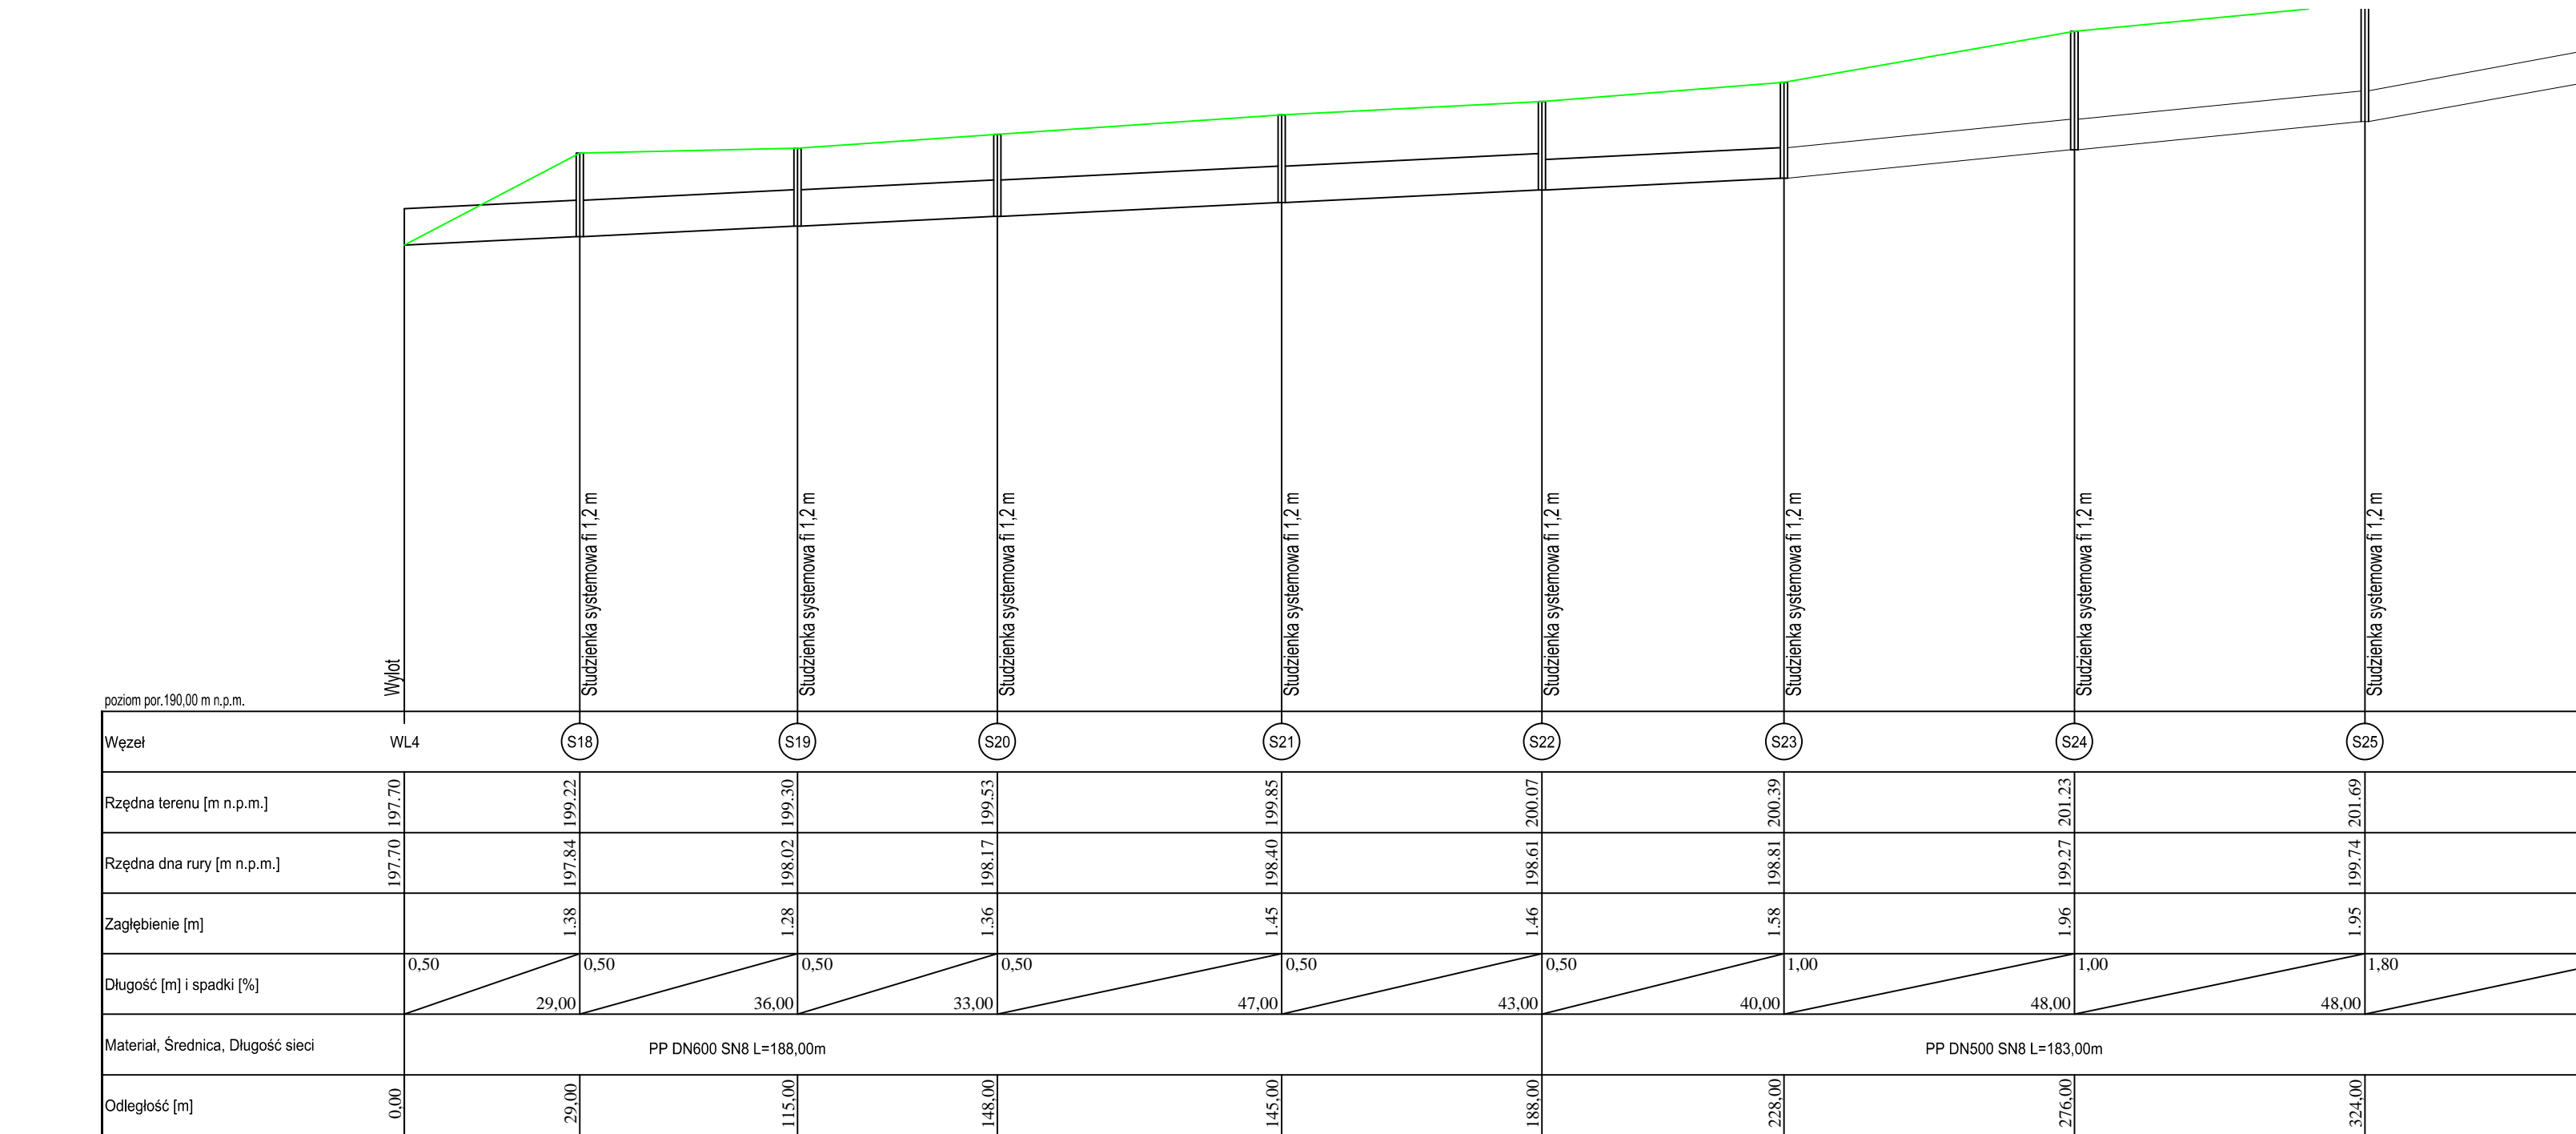 Wylot
Studzienka systemowa fi 1,2 m
Studzienka systemowa fi 1,2 m
Studzienka systemowa fi 1,2 m
Studzienka systemowa fi 1,2 m
Studzienka systemowa fi 1,2 m
Studzienka systemowa fi 1,2 m
Studzienka systemowa fi 1,2 m
Studzienka systemowa fi 1,2 m
poziom por.190,00 m n.p.m.
Węzeł WL4 S18 S19 S20 S21 S22 S23 S24 S25
Rzędna terenu [m n.p.m.] 197.70 199.22 199.30 199.53 199.85 200.07 200.39 201.23 201.69
Rzędna dna rury [m n.p.m.] 197.70 197.84 198.02 198.17 198.40 198.61 198.81 199.27 199.74
Zagłębienie [m] 1.38 1.28 1.36 1.45 1.46 1.58 1.96 1.95
0,50 0,50 0,50 0,50 0,50 0,50 1,00 1,00 1,80
Długość [m] i spadki [%]
29,00 36,00 33,00 47,00 43,00 40,00 48,00 48,00
Materiał, Średnica, Długość sieci PP DN600 SN8 L=188,00m PP DN500 SN8 L=183,00m
Odległość [m] 0,00 29,00 115,00 148,00 145,00 188,00 228,00 276,00 324,00